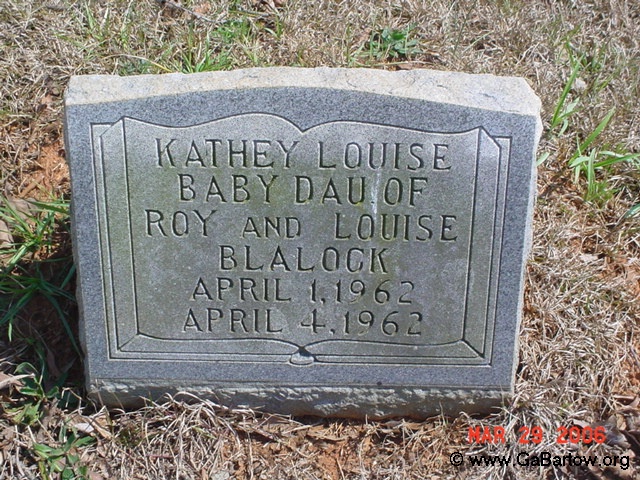 KATHEY LOUISE
BABY DAU OF
ROY AND LOUISE
BLALOCK
APRIL 1, 1962
APRIL 4, 1962
MAR 29 2006
© www.GaBartow.org